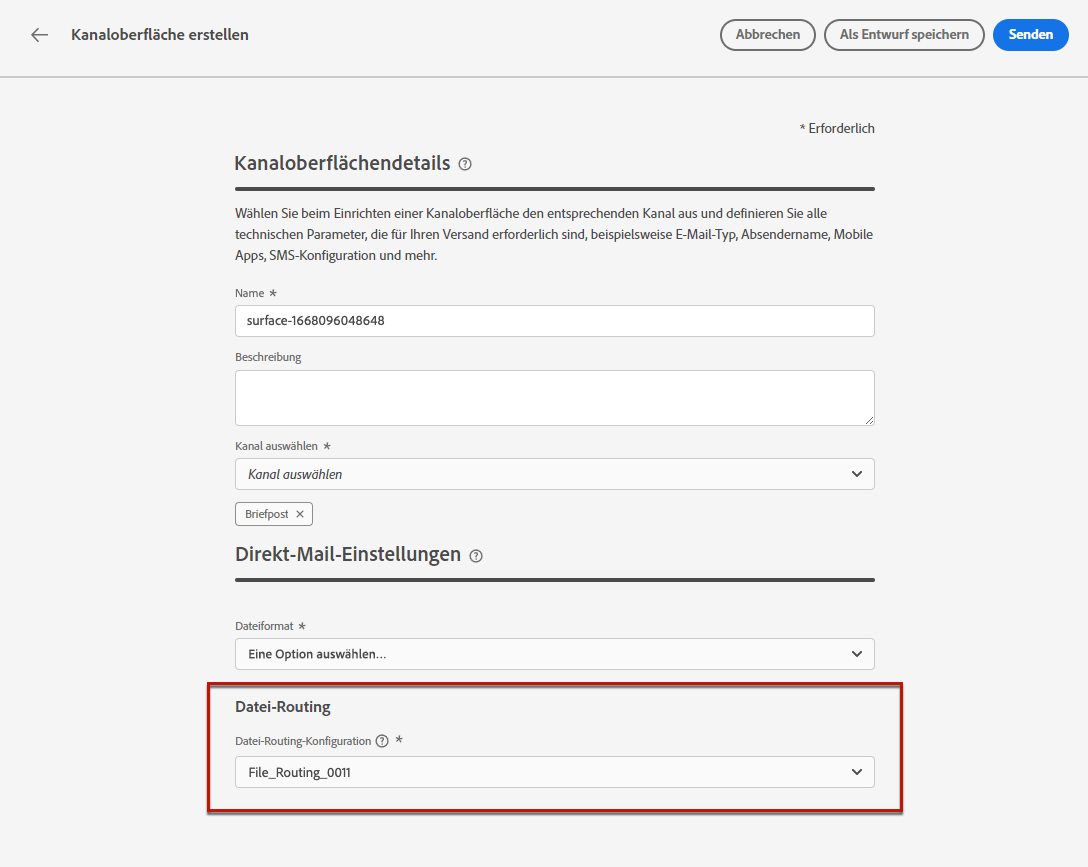 Kanaloberfläche erstellen
Abbrechen
Als Entwurf speichern
Senden
* Erforderlich
Kanaloberflächendetails
Wählen Sie beim Einrichten einer Kanaloberfläche den entsprechenden Kanal aus und definieren Sie alle
technischen Parameter, die für Ihren Versand erforderlich sind, beispielsweise E-Mail-Typ, Absendername, Mobile
Apps, SMS-Konfiguration und mehr.
Name *
surface-1668096048648
Beschreibung
Kanal auswählen *
Kanal auswählen
Briefpost
Direkt-Mail-Einstellungen
Dateiformat *
Eine Option auswählen...
Datei-Routing
Datei-Routing-Konfiguration *
File_Routing_0011